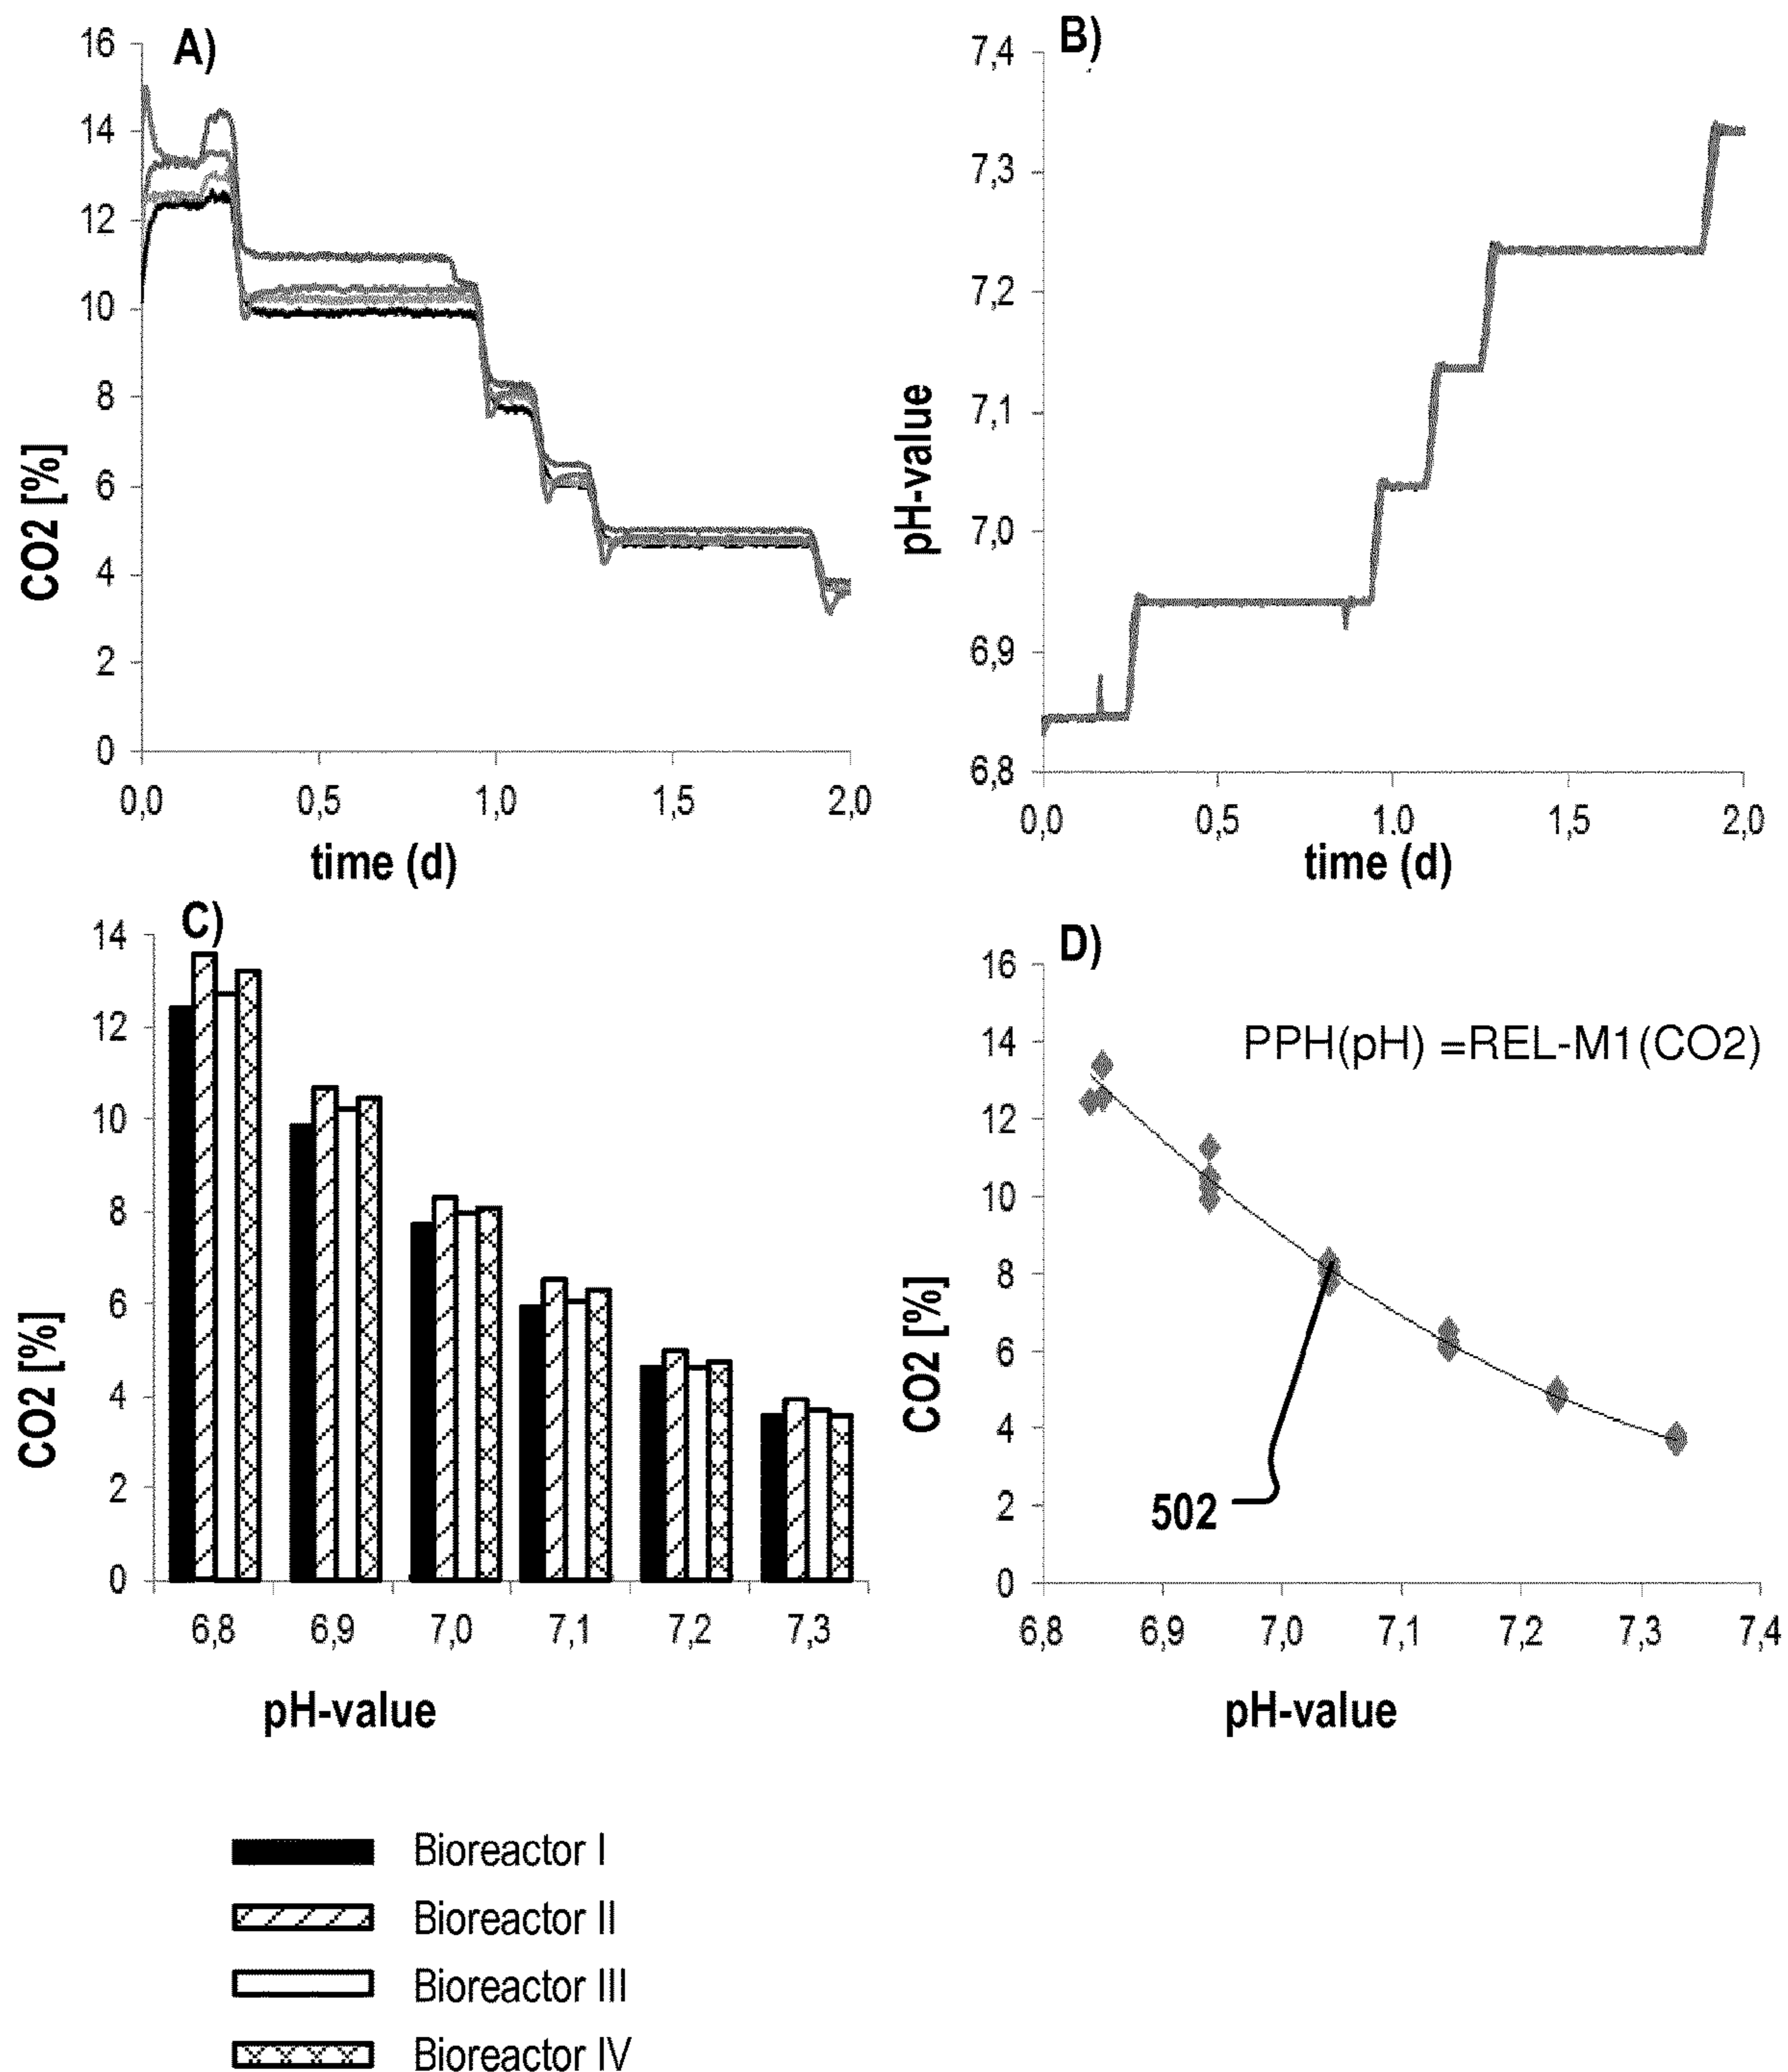 A)
16
14
12
10
8
6
4
2
0
CO2 [%]
0,0 0,5 1,0 1,5 2,0
time (d)
B)
7,4
7,3
7,2
7,1
7,0
6,9
6,8
pH-value
0,0 0,5 1,0 1,5 2,0
time (d)
C)
14
12
10
8
6
4
2
0
CO2 [%]
6,8 6,9 7,0 7,1 7,2 7,3
pH-value
D)
16
14
12
10
8
6
4
2
0
CO2 [%]
PPH(pH) =REL-M1(CO2)
502
6,8 6,9 7,0 7,1 7,2 7,3 7,4
pH-value
Bioreactor I
Bioreactor II
Bioreactor III
Bioreactor IV